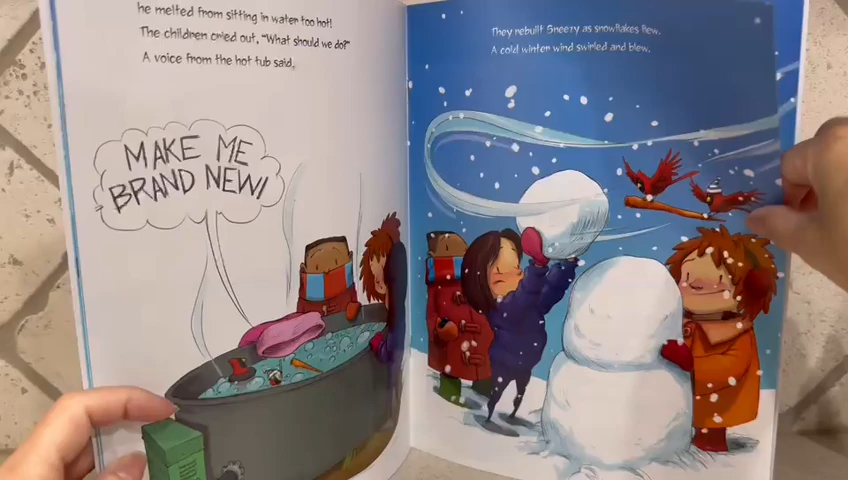 he melted from sitting in water too hot!
The children cried out, "What should we do?"
A voice from the hot tub said,
MAKE ME
BRAND NEW!
They rebuilt Sneezy as snowflakes flew.
A cold winter wind swirled and blew.